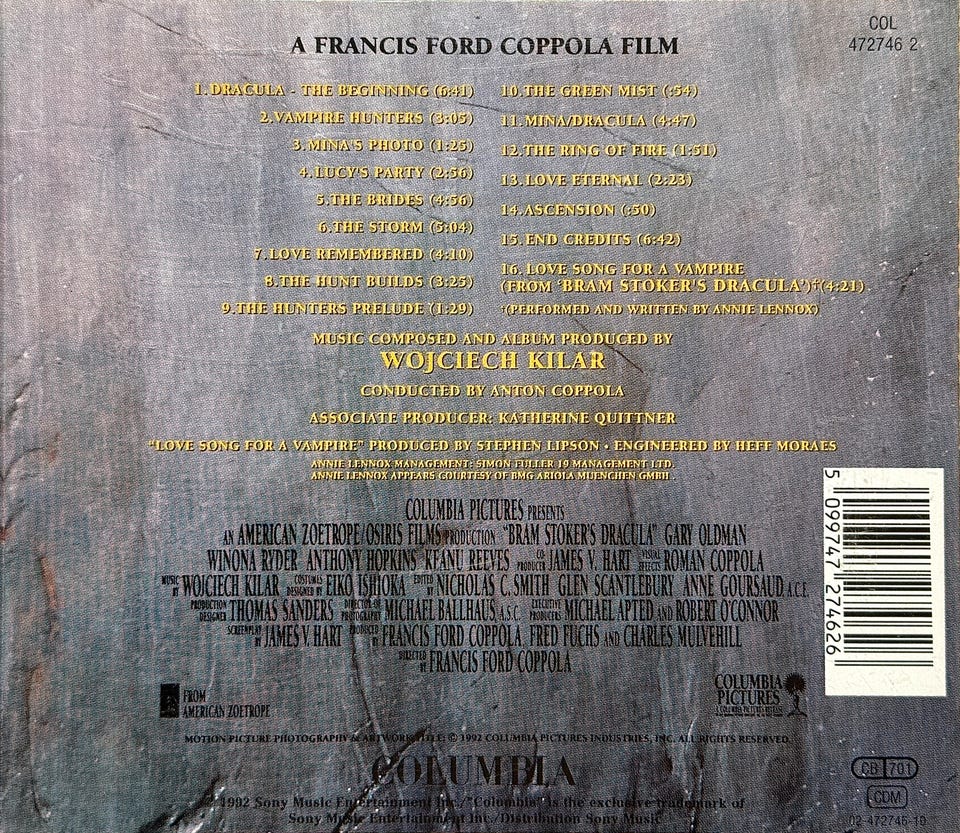 A FRANCIS FORD COPPOLA FILM
COL
472746 2
1. DRACULA - THE BEGINNING (6:41)
2. VAMPIRE HUNTERS (3:05)
3. MINA'S PHOTO (1:25)
4. LUCY'S PARTY (2:56)
5. THE BRIDES (4:56)
6. THE STORM (5:04)
7. LOVE REMEMBERED (4:10)
8. THE HUNT BUILDS (3:25)
9. THE HUNTERS PRELUDE (1:29)
10. THE GREEN MIST (:54)
11. MINA/DRACULA (4:47)
12. THE RING OF FIRE (1:51)
13. LOVE ETERNAL (2:23)
14. ASCENSION (:50)
15. END CREDITS (6:42)
16. LOVE SONG FOR A VAMPIRE
(FROM 'BRAM STOKER'S DRACULA')†(4:21)
†(PERFORMED AND WRITTEN BY ANNIE LENNOX)
MUSIC COMPOSED AND ALBUM PRODUCED BY
WOJCIECH KILAR
CONDUCTED BY ANTON COPPOLA
ASSOCIATE PRODUCER: KATHERINE QUITTNER
"LOVE SONG FOR A VAMPIRE" PRODUCED BY STEPHEN LIPSON • ENGINEERED BY HEFF MORAES
ANNIE LENNOX MANAGEMENT: SIMON FULLER 19 MANAGEMENT LTD.
ANNIE LENNOX APPEARS COURTESY OF BMG ARIOLA MUENCHEN GMBH.
COLUMBIA PICTURES PRESENTS
AN AMERICAN ZOETROPE/OSIRIS FILMS PRODUCTION "BRAM STOKER'S DRACULA" GARY OLDMAN
WINONA RYDER ANTHONY HOPKINS KEANU REEVES CO-PRODUCER JAMES V. HART VISUAL EFFECTS ROMAN COPPOLA
MUSIC BY WOJCIECH KILAR COSTUMES DESIGNED BY EIKO ISHIOKA EDITED BY NICHOLAS C. SMITH GLEN SCANTLEBURY ANNE GOURSAUD, A.C.E.
PRODUCTION DESIGNER THOMAS SANDERS DIRECTOR OF PHOTOGRAPHY MICHAEL BALLHAUS, A.S.C. EXECUTIVE PRODUCERS MICHAEL APTED AND ROBERT O'CONNOR
SCREENPLAY BY JAMES V. HART PRODUCED BY FRANCIS FORD COPPOLA, FRED FUCHS AND CHARLES MULVEHILL
DIRECTED BY FRANCIS FORD COPPOLA
5 099747 274626
FROM
AMERICAN ZOETROPE
COLUMBIA
PICTURES
A COLUMBIA PICTURES RELEASE
MOTION PICTURE PHOTOGRAPHY & ARTWORK TITLE: © 1992 COLUMBIA PICTURES INDUSTRIES, INC. ALL RIGHTS RESERVED.
COLUMBIA
1992 Sony Music Entertainment Inc./"Columbia" is the exclusive trademark of
Sony Music Entertainment Inc./Distribution Sony Music
CB 701
CDM
02-472746-10